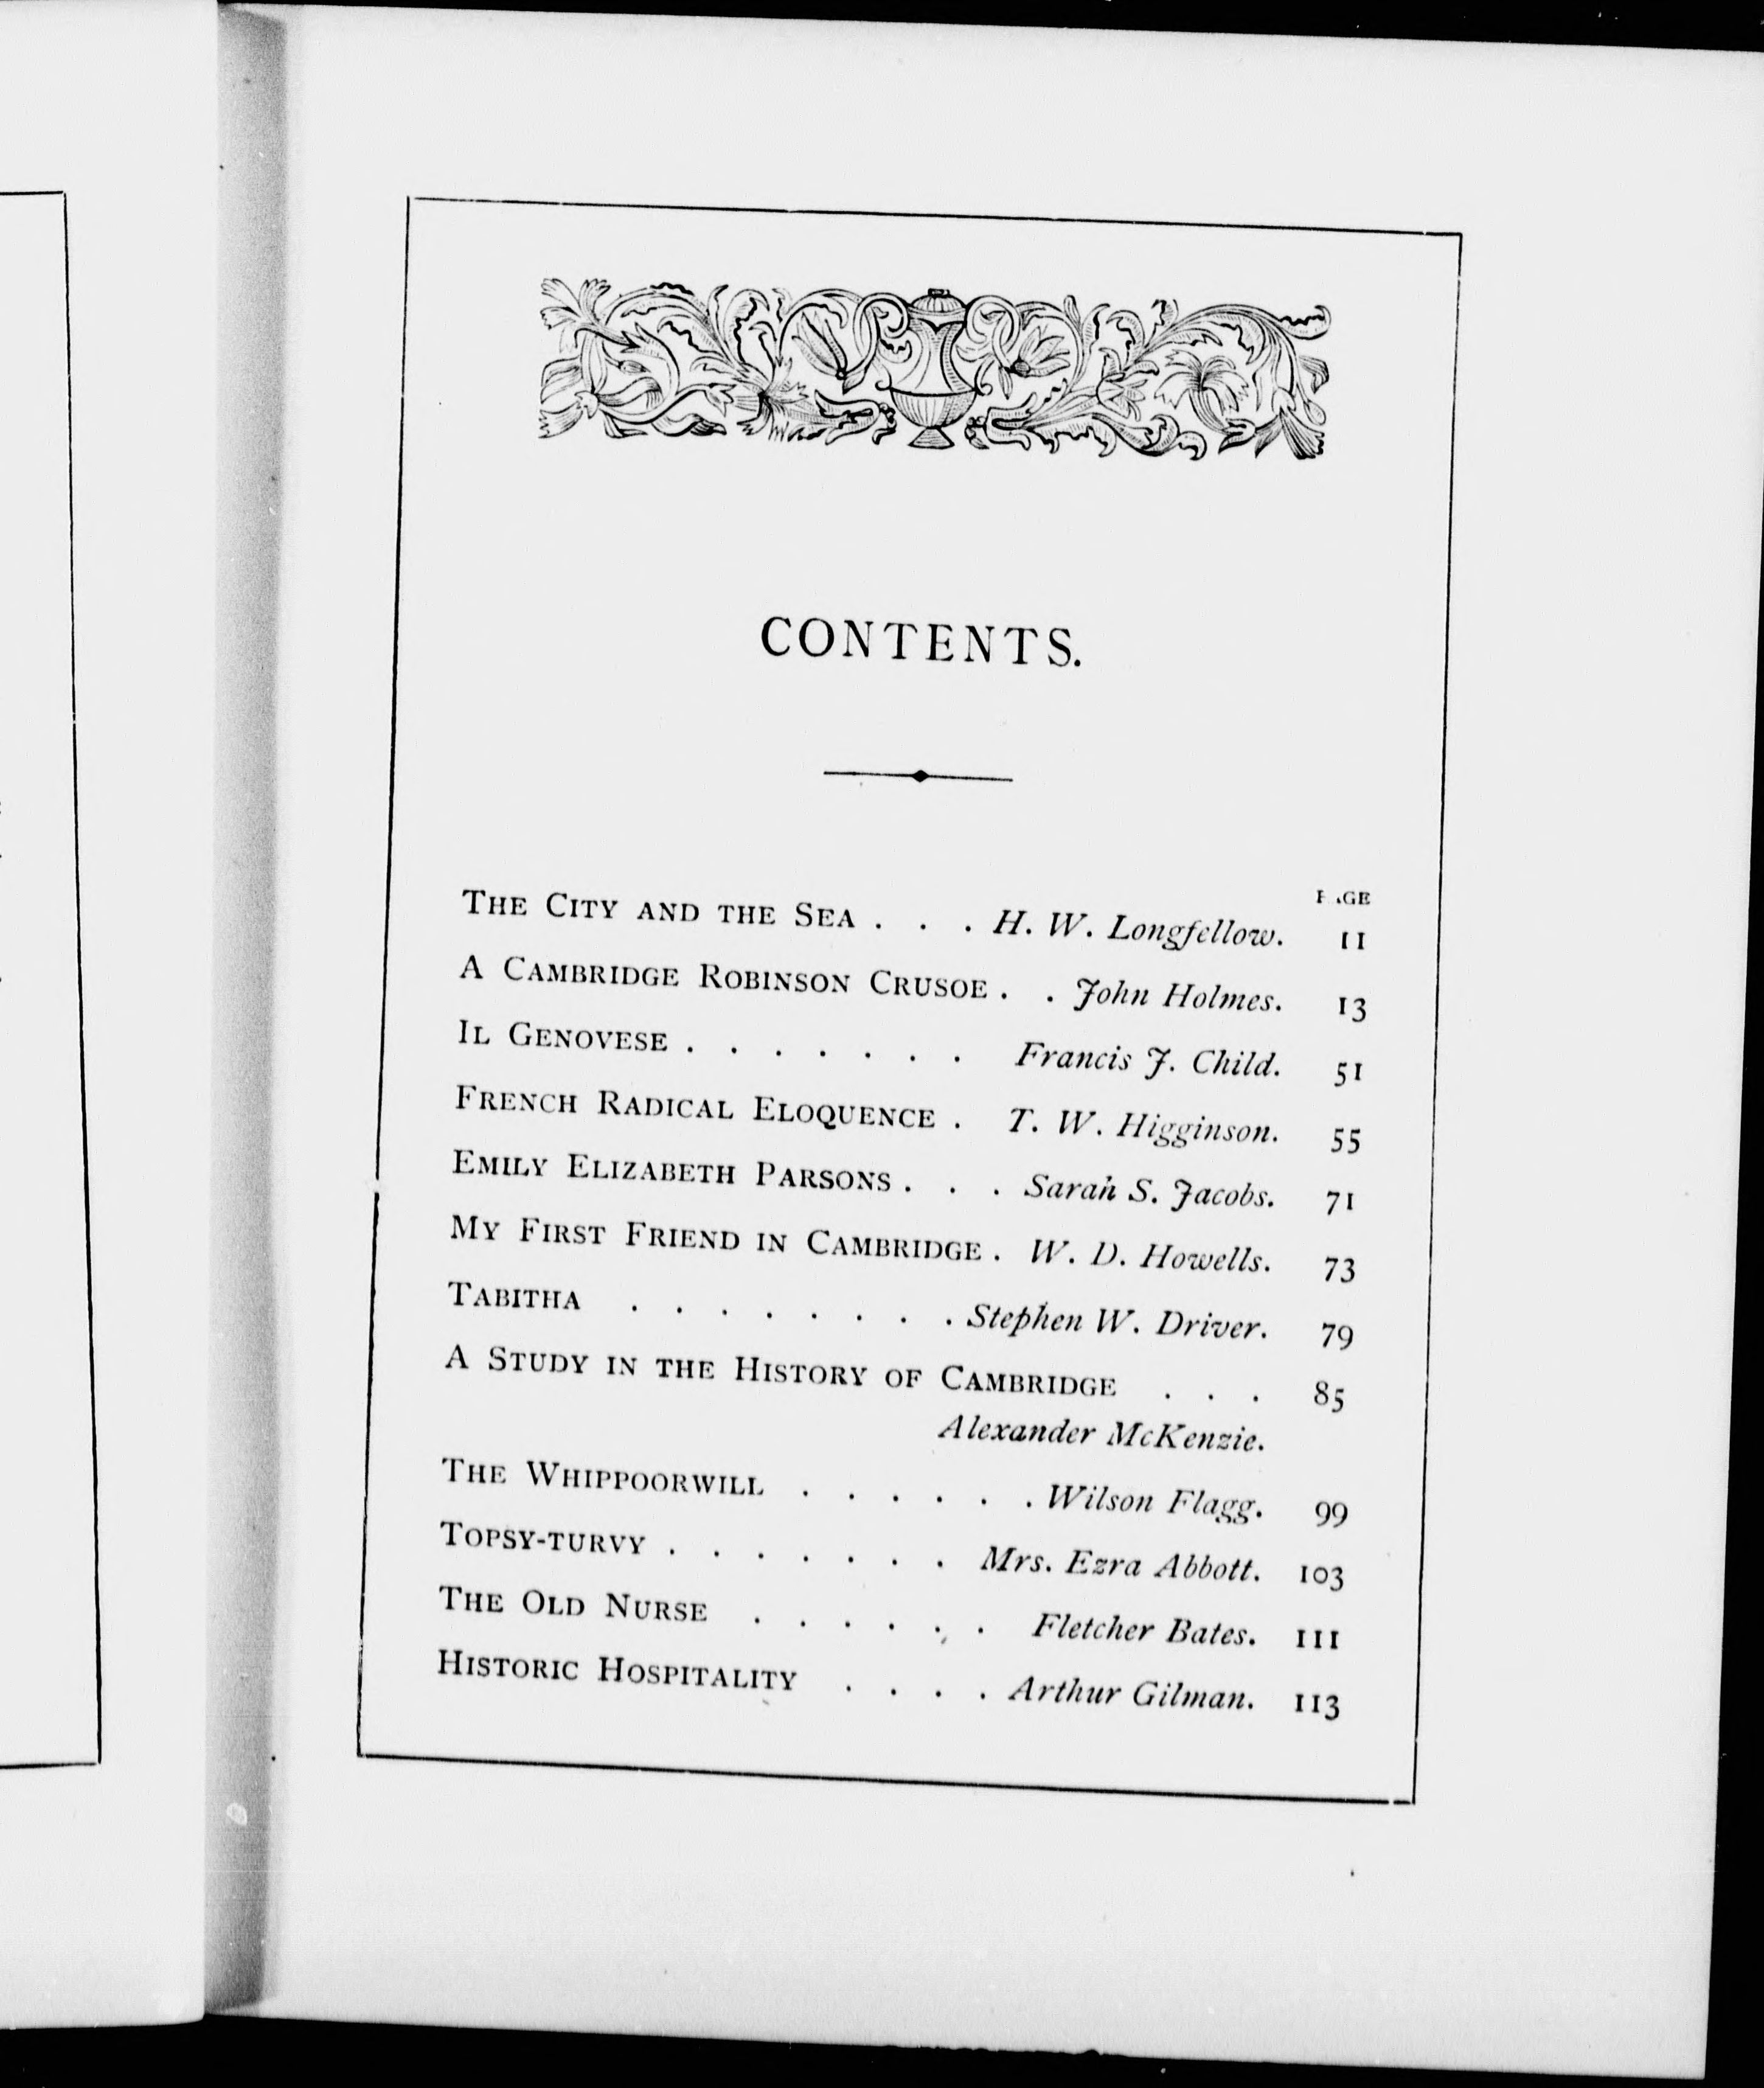 CONTENTS.
PAGE
THE CITY AND THE SEA . . . H. W. Longfellow. 11
A CAMBRIDGE ROBINSON CRUSOE . . John Holmes. 13
IL GENOVESE . . . . . . . Francis J. Child. 51
FRENCH RADICAL ELOQUENCE . T. W. Higginson. 55
EMILY ELIZABETH PARSONS . . . Sarah S. Jacobs. 71
MY FIRST FRIEND IN CAMBRIDGE . W. D. Howells. 73
TABITHA . . . . . . . . Stephen W. Driver. 79
A STUDY IN THE HISTORY OF CAMBRIDGE . . . 85
Alexander McKenzie.
THE WHIPPOORWILL . . . . . . Wilson Flagg. 99
TOPSY-TURVY . . . . . . . Mrs. Ezra Abbott. 103
THE OLD NURSE . . . . . . Fletcher Bates. 111
HISTORIC HOSPITALITY . . . . Arthur Gilman. 113